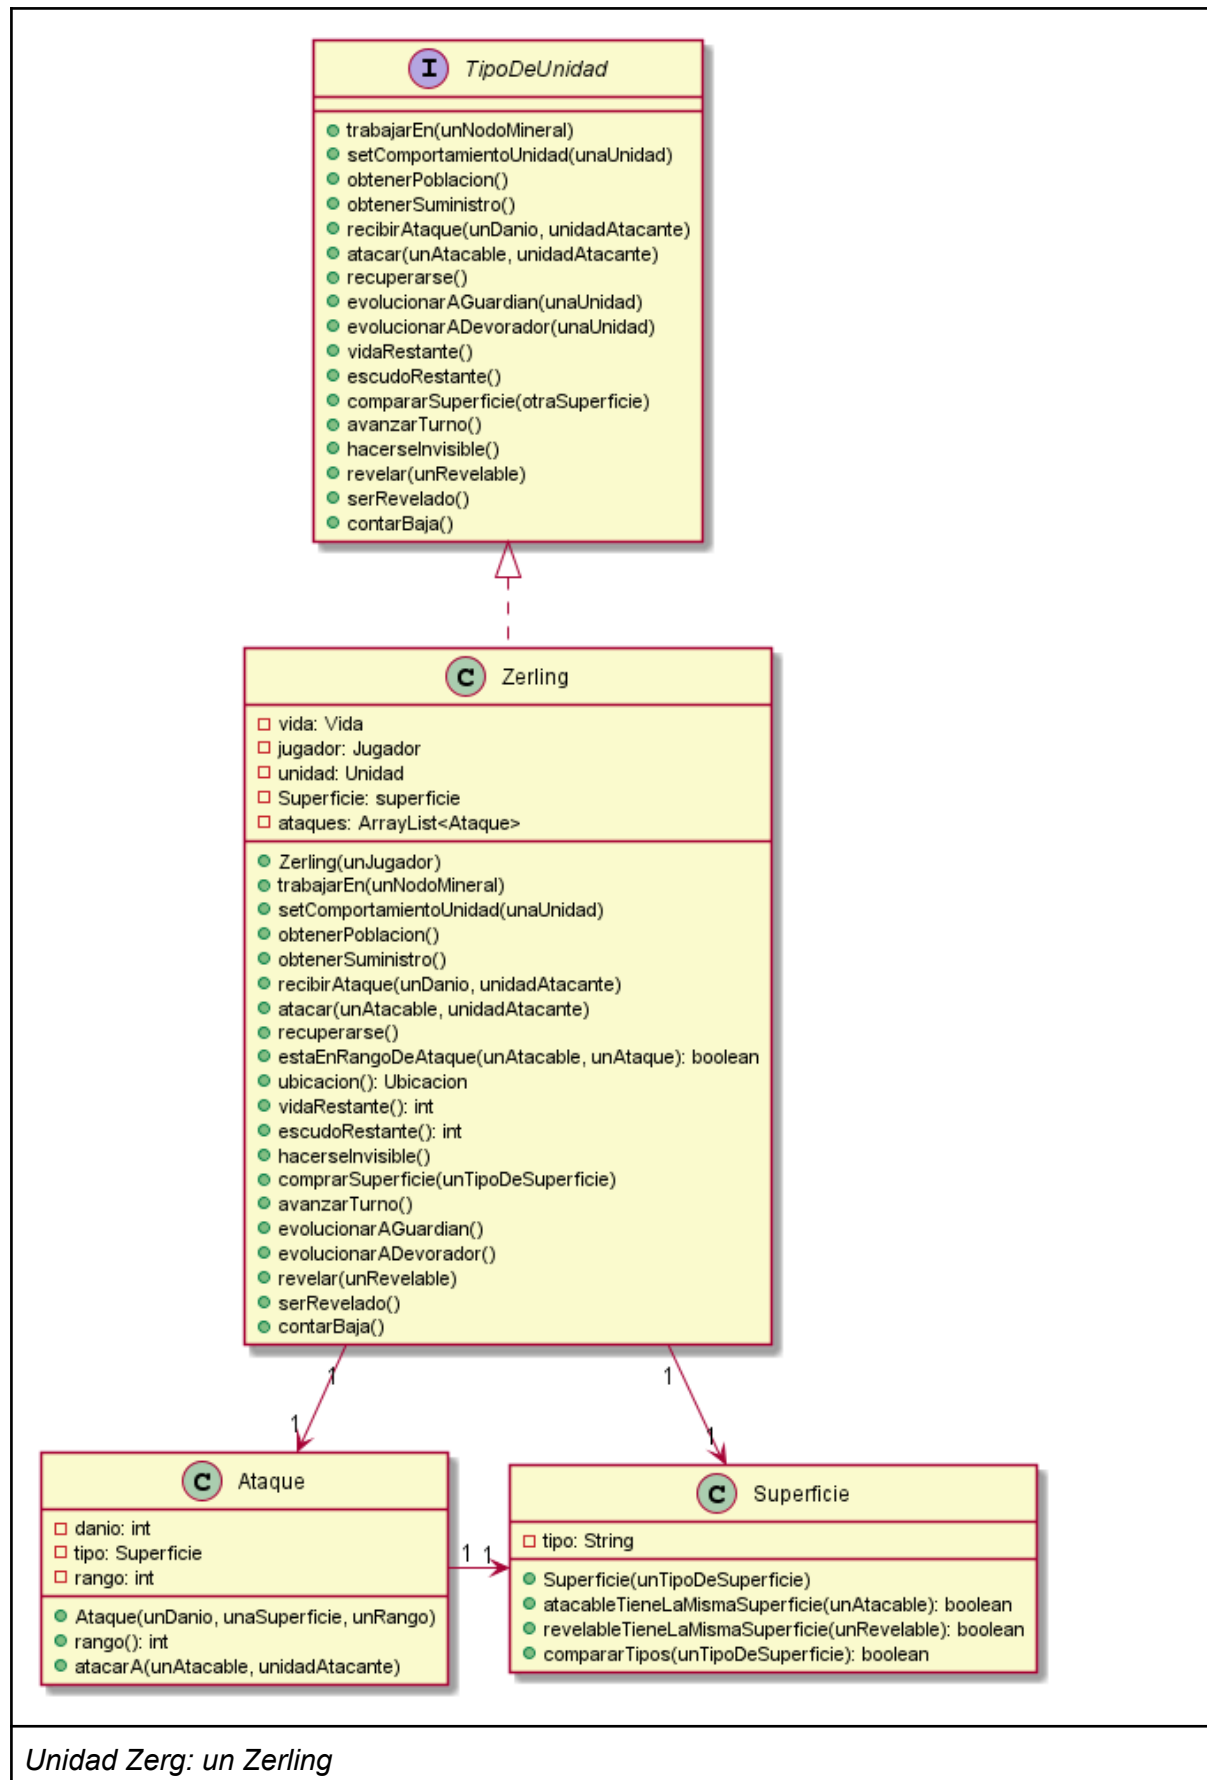 I TipoDeUnidad
trabajarEn(unNodoMineral)
setComportamientoUnidad(unaUnidad)
obtenerPoblacion()
obtenerSuministro()
recibirAtaque(unDanio, unidadAtacante)
atacar(unAtacable, unidadAtacante)
recuperarse()
evolucionarAGuardian(unaUnidad)
evolucionarADevorador(unaUnidad)
vidaRestante()
escudoRestante()
compararSuperficie(otraSuperficie)
avanzarTurno()
hacerseInvisible()
revelar(unRevelable)
serRevelado()
contarBaja()
C Zerling
vida: Vida
jugador: Jugador
unidad: Unidad
Superficie: superficie
ataques: ArrayList<Ataque>
Zerling(unJugador)
trabajarEn(unNodoMineral)
setComportamientoUnidad(unaUnidad)
obtenerPoblacion()
obtenerSuministro()
recibirAtaque(unDanio, unidadAtacante)
atacar(unAtacable, unidadAtacante)
recuperarse()
estaEnRangoDeAtaque(unAtacable, unAtaque): boolean
ubicacion(): Ubicacion
vidaRestante(): int
escudoRestante(): int
hacerseInvisible()
comprarSuperficie(unTipoDeSuperficie)
avanzarTurno()
evolucionarAGuardian()
evolucionarADevorador()
revelar(unRevelable)
serRevelado()
contarBaja()
1 1
1 1
C Ataque
danio: int
tipo: Superficie
rango: int
Ataque(unDanio, unaSuperficie, unRango)
rango(): int
atacarA(unAtacable, unidadAtacante)
1 1
C Superficie
tipo: String
Superficie(unTipoDeSuperficie)
atacableTieneLaMismaSuperficie(unAtacable): boolean
revelableTieneLaMismaSuperficie(unRevelable): boolean
compararTipos(unTipoDeSuperficie): boolean
Unidad Zerg: un Zerling